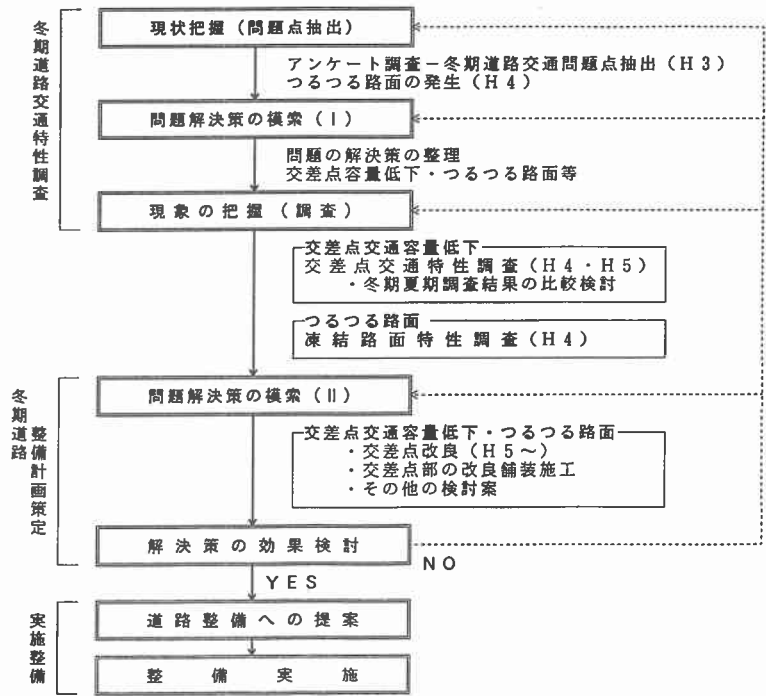 冬期道路交通特性調査
現状把握(問題点抽出)
アンケート調査-冬期道路交通問題点抽出(H3)
つるつる路面の発生(H4)
問題解決策の模索(I)
問題の解決策の整理
交差点容量低下・つるつる路面等
現象の把握(調査)
交差点交通容量低下
交差点交通特性調査(H4・H5)
・冬期夏期調査結果の比較検討
つるつる路面
凍結路面特性調査(H4)
冬期道路
整備計画策定
問題解決策の模索(II)
交差点交通容量低下・つるつる路面
・交差点改良(H5~)
・交差点部の改良舗装施工
・その他の検討案
解決策の効果検討
NO
YES
実施整備
道路整備への提案
整備実施